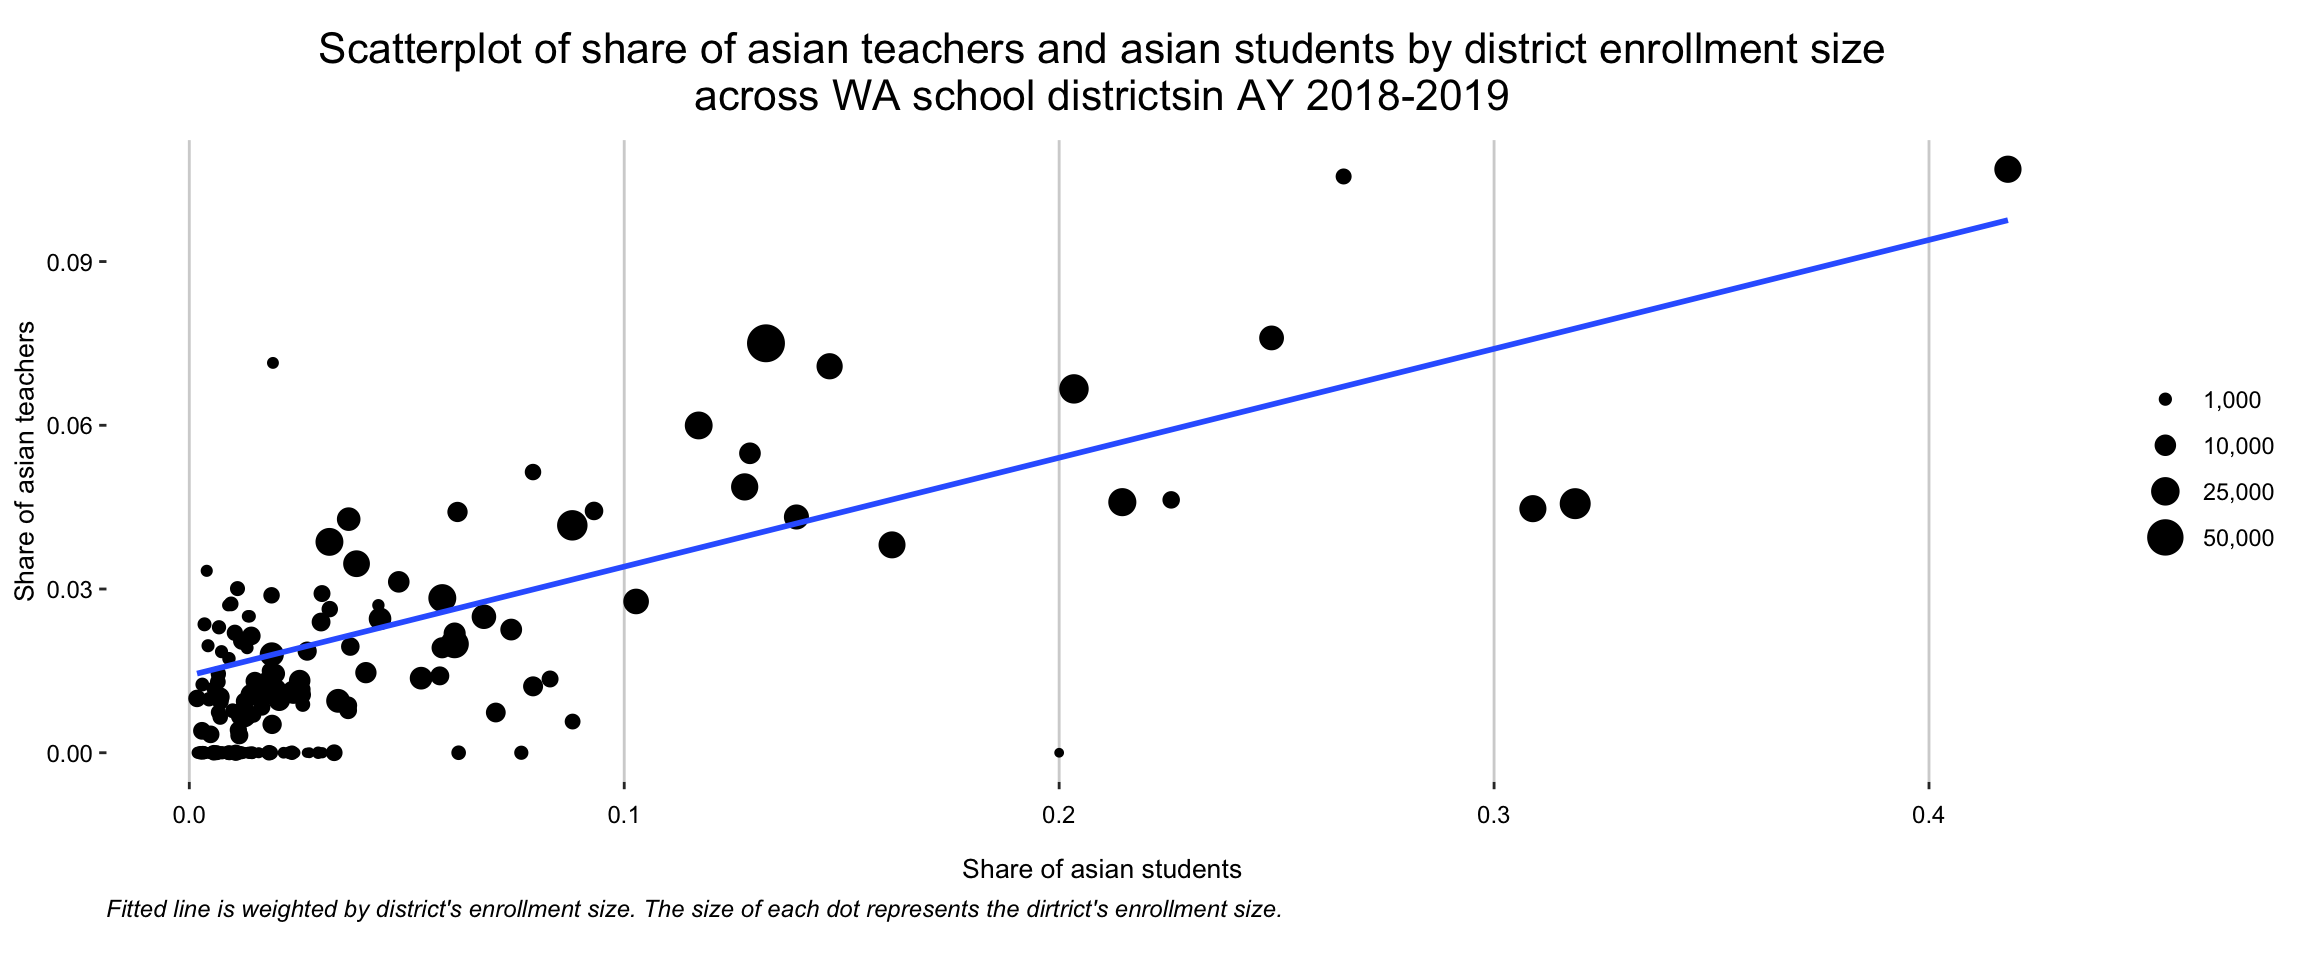 Scatterplot of share of asian teachers and asian students by district enrollment size
across WA school districtsin AY 2018-2019
Share of asian teachers
0.09
0.06
0.03
0.00
0.0
0.1
0.2
0.3
0.4
Share of asian students
1,000
10,000
25,000
50,000
Fitted line is weighted by district's enrollment size. The size of each dot represents the dirtrict's enrollment size.